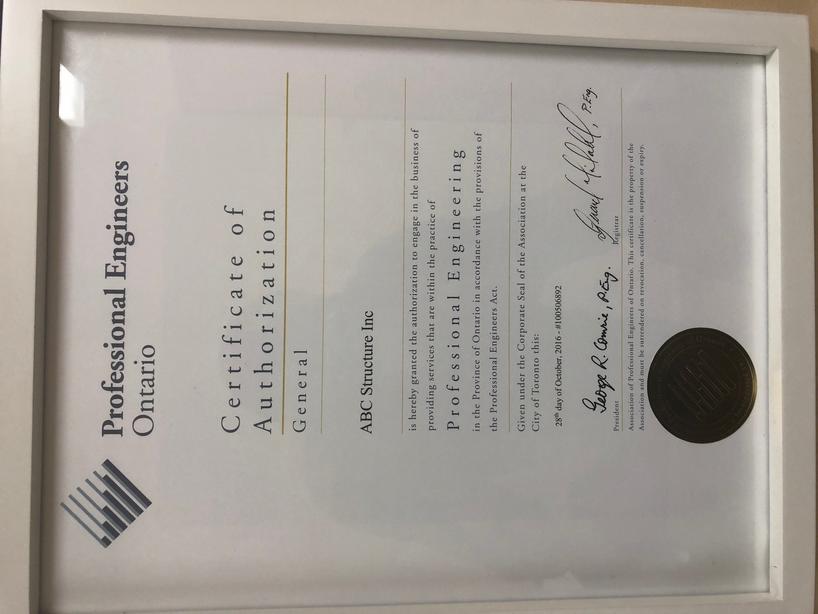 Professional Engineers
Ontario
Certificate of
Authorization
General
ABC Structure Inc
is hereby granted the authorization to engage in the business of
providing services that are within the practice of
Professional Engineering
in the Province of Ontario in accordance with the provisions of
the Professional Engineers Act.
Given under the Corporate Seal of the Association at the
City of Toronto this:
28th day of October, 2016 - #100506892
George R. Comrie, P.Eng.
P.Eng.
President
Registrar
Association of Professional Engineers of Ontario. This certificate is the property of the
Association and must be surrendered on revocation, cancellation, suspension or expiry.